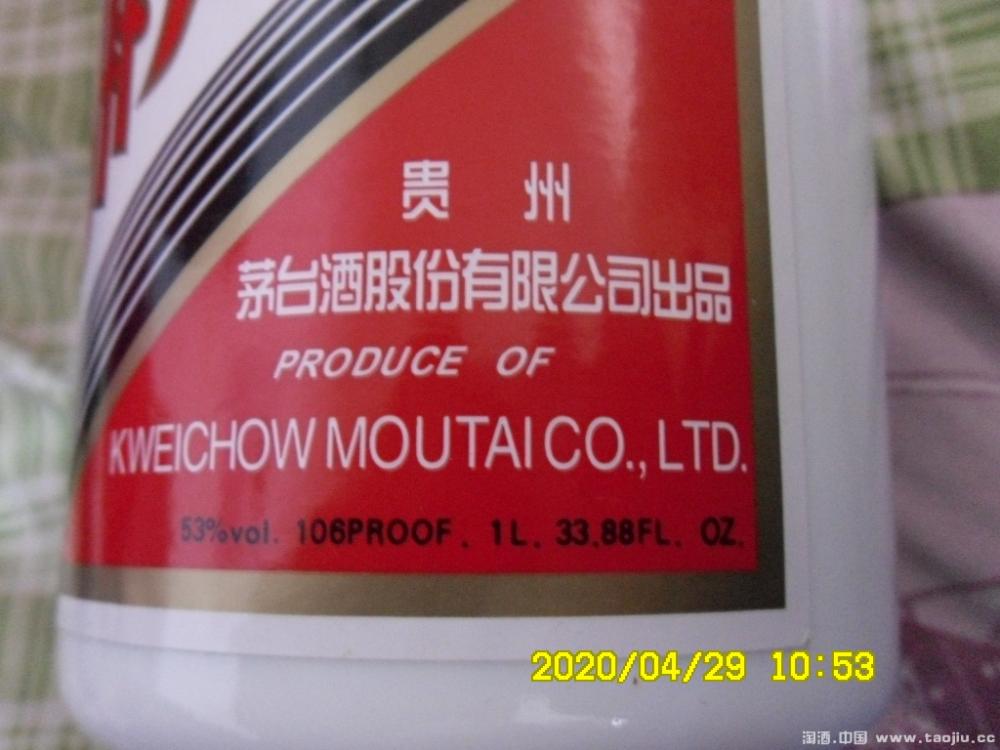 贵 州
茅台酒股份有限公司出品
PRODUCE OF
KWEICHOW MOUTAI CO., LTD.
53%vol. 106PROOF. 1L. 33.88FL. OZ.
2020/04/29 10:53
淘酒.中国 www.taojiu.cc